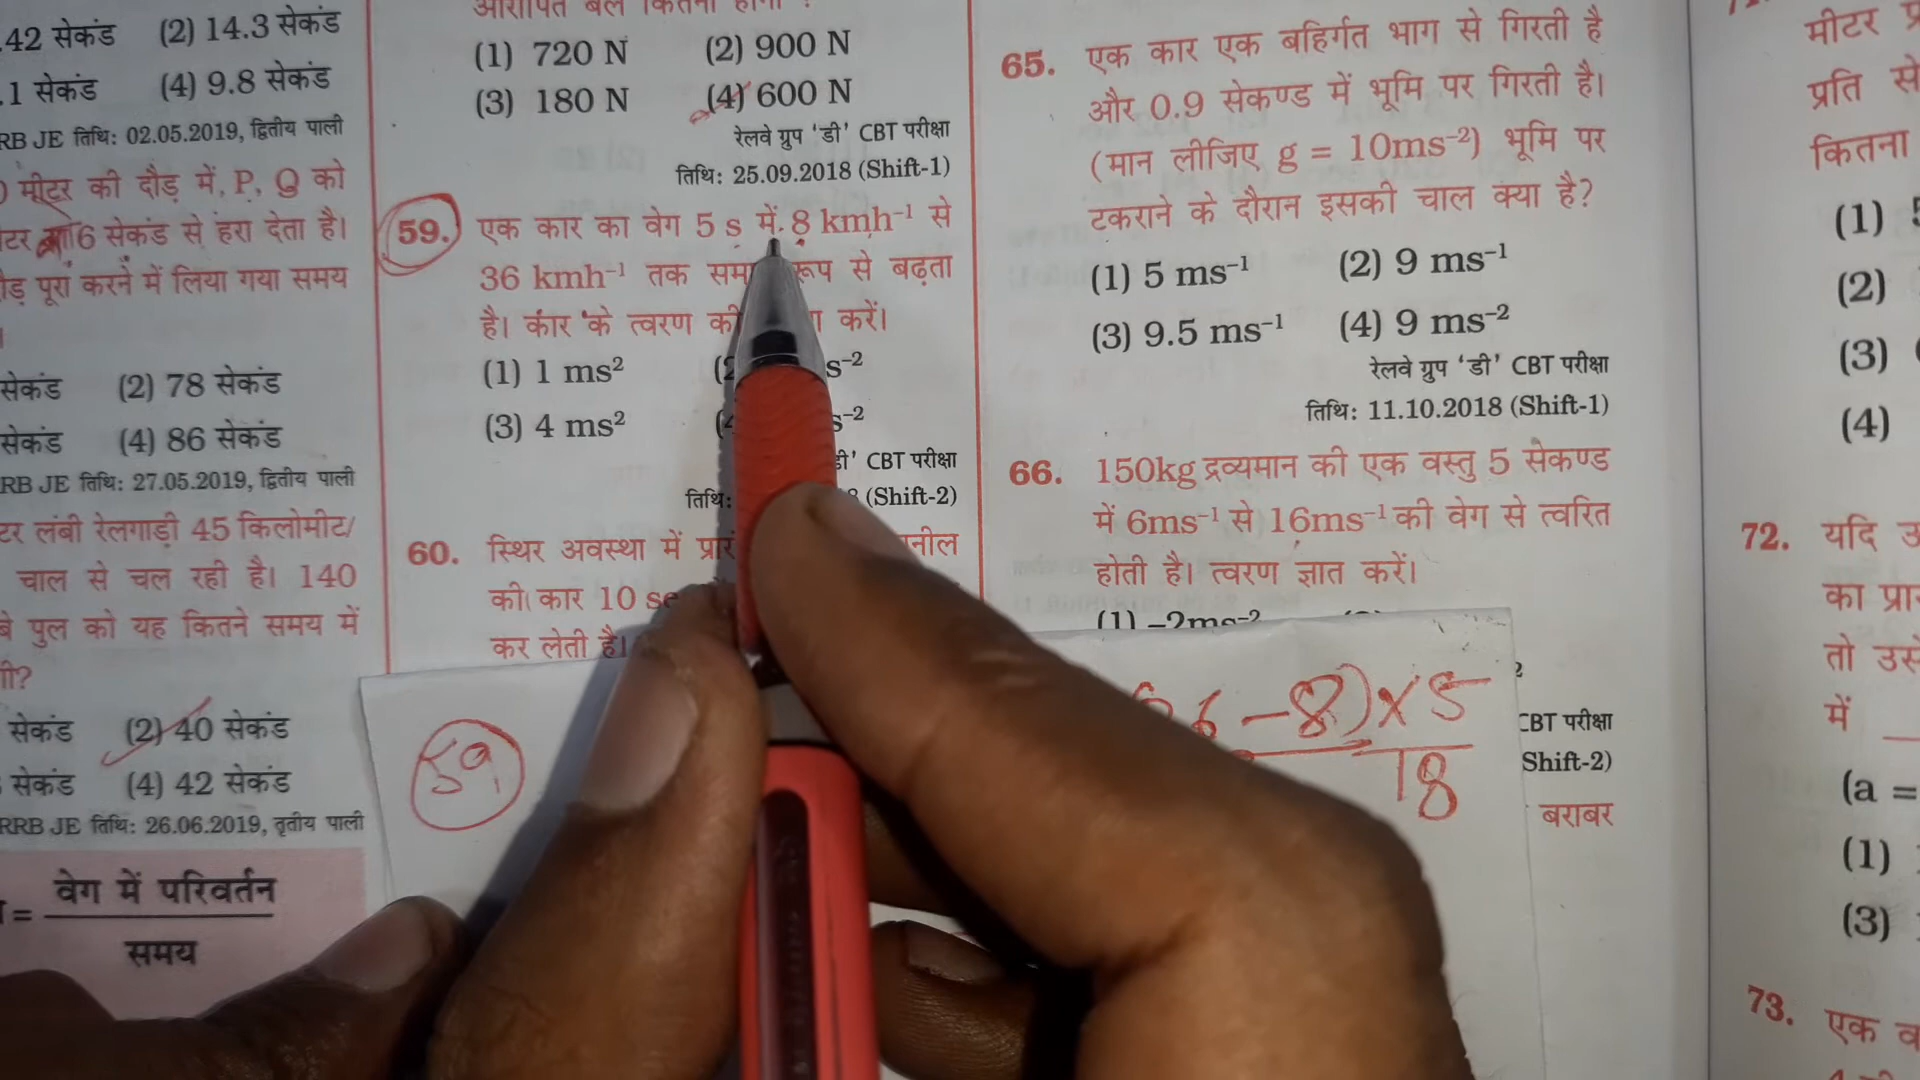 .42 सेकंड (2) 14.3 सेकंड
.1 सेकंड (4) 9.8 सेकंड
RB JE तिथि: 02.05.2019, द्वितीय पाली
मीटर की दौड़ में, P, Q को
6 सेकंड से हरा देता है।
पूरा करने में लिया गया समय
सेकंड (2) 78 सेकंड
सेकंड (4) 86 सेकंड
RB JE तिथि: 27.05.2019, द्वितीय पाली
टर लंबी रेलगाड़ी 45 किलोमीट/
चाल से चल रही है। 140
पुल को यह कितने समय में
सेकंड (2) 40 सेकंड
सेकंड (4) 42 सेकंड
RRB JE तिथि: 26.06.2019, तृतीय पाली
= वेग में परिवर्तन
समय
(1) 720 N (2) 900 N
(3) 180 N (4) 600 N
रेलवे ग्रुप 'डी' CBT परीक्षा
तिथि: 25.09.2018 (Shift-1)
59. एक कार का वेग 5 s में 8 kmh⁻¹ से
36 kmh⁻¹ तक रूप से बढ़ता
है। कार के त्वरण की करें।
(1) 1 ms² s⁻²
(3) 4 ms² s⁻²
डी' CBT परीक्षा
तिथि: (Shift-2)
60. स्थिर अवस्था में
की कार 10
कर लेती है।
59
-8)×5
18
65. एक कार एक बहिर्गत भाग से गिरती है
और 0.9 सेकण्ड में भूमि पर गिरती है।
(मान लीजिए g = 10ms⁻²) भूमि पर
टकराने के दौरान इसकी चाल क्या है?
(1) 5 ms⁻¹ (2) 9 ms⁻¹
(3) 9.5 ms⁻¹ (4) 9 ms⁻²
रेलवे ग्रुप 'डी' CBT परीक्षा
तिथि: 11.10.2018 (Shift-1)
66. 150kg द्रव्यमान की एक वस्तु 5 सेकण्ड
में 6ms⁻¹ से 16ms⁻¹ की वेग से त्वरित
होती है। त्वरण ज्ञात करें।
(1) –2ms⁻²
CBT परीक्षा
Shift-2)
बराबर
मीटर
प्रति
कितना
(1)
(2)
(3)
(4)
72. यदि
का
तो
में
(a =
(1)
(3)
73. एक